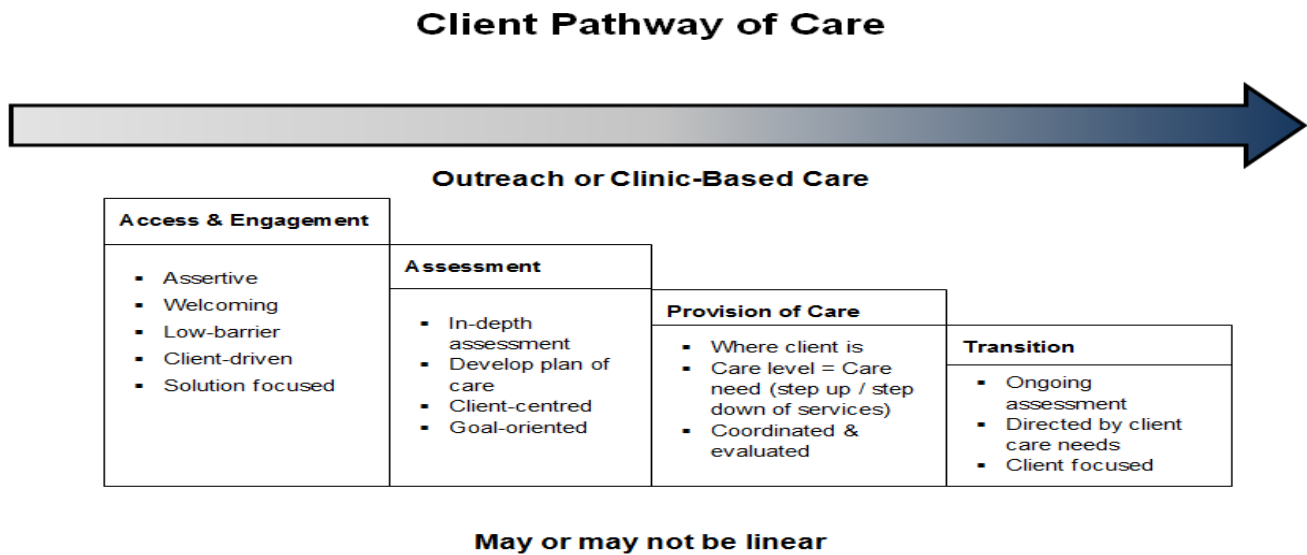 Client Pathway of Care
Outreach or Clinic-Based Care
Access & Engagement
▪ Assertive
▪ Welcoming
▪ Low-barrier
▪ Client-driven
▪ Solution focused
Assessment
▪ In-depth
assessment
▪ Develop plan of
care
▪ Client-centred
▪ Goal-oriented
Provision of Care
▪ Where client is
▪ Care level = Care
need (step up / step
down of services)
▪ Coordinated &
evaluated
Transition
▪ Ongoing
assessment
▪ Directed by client
care needs
▪ Client focused
May or may not be linear